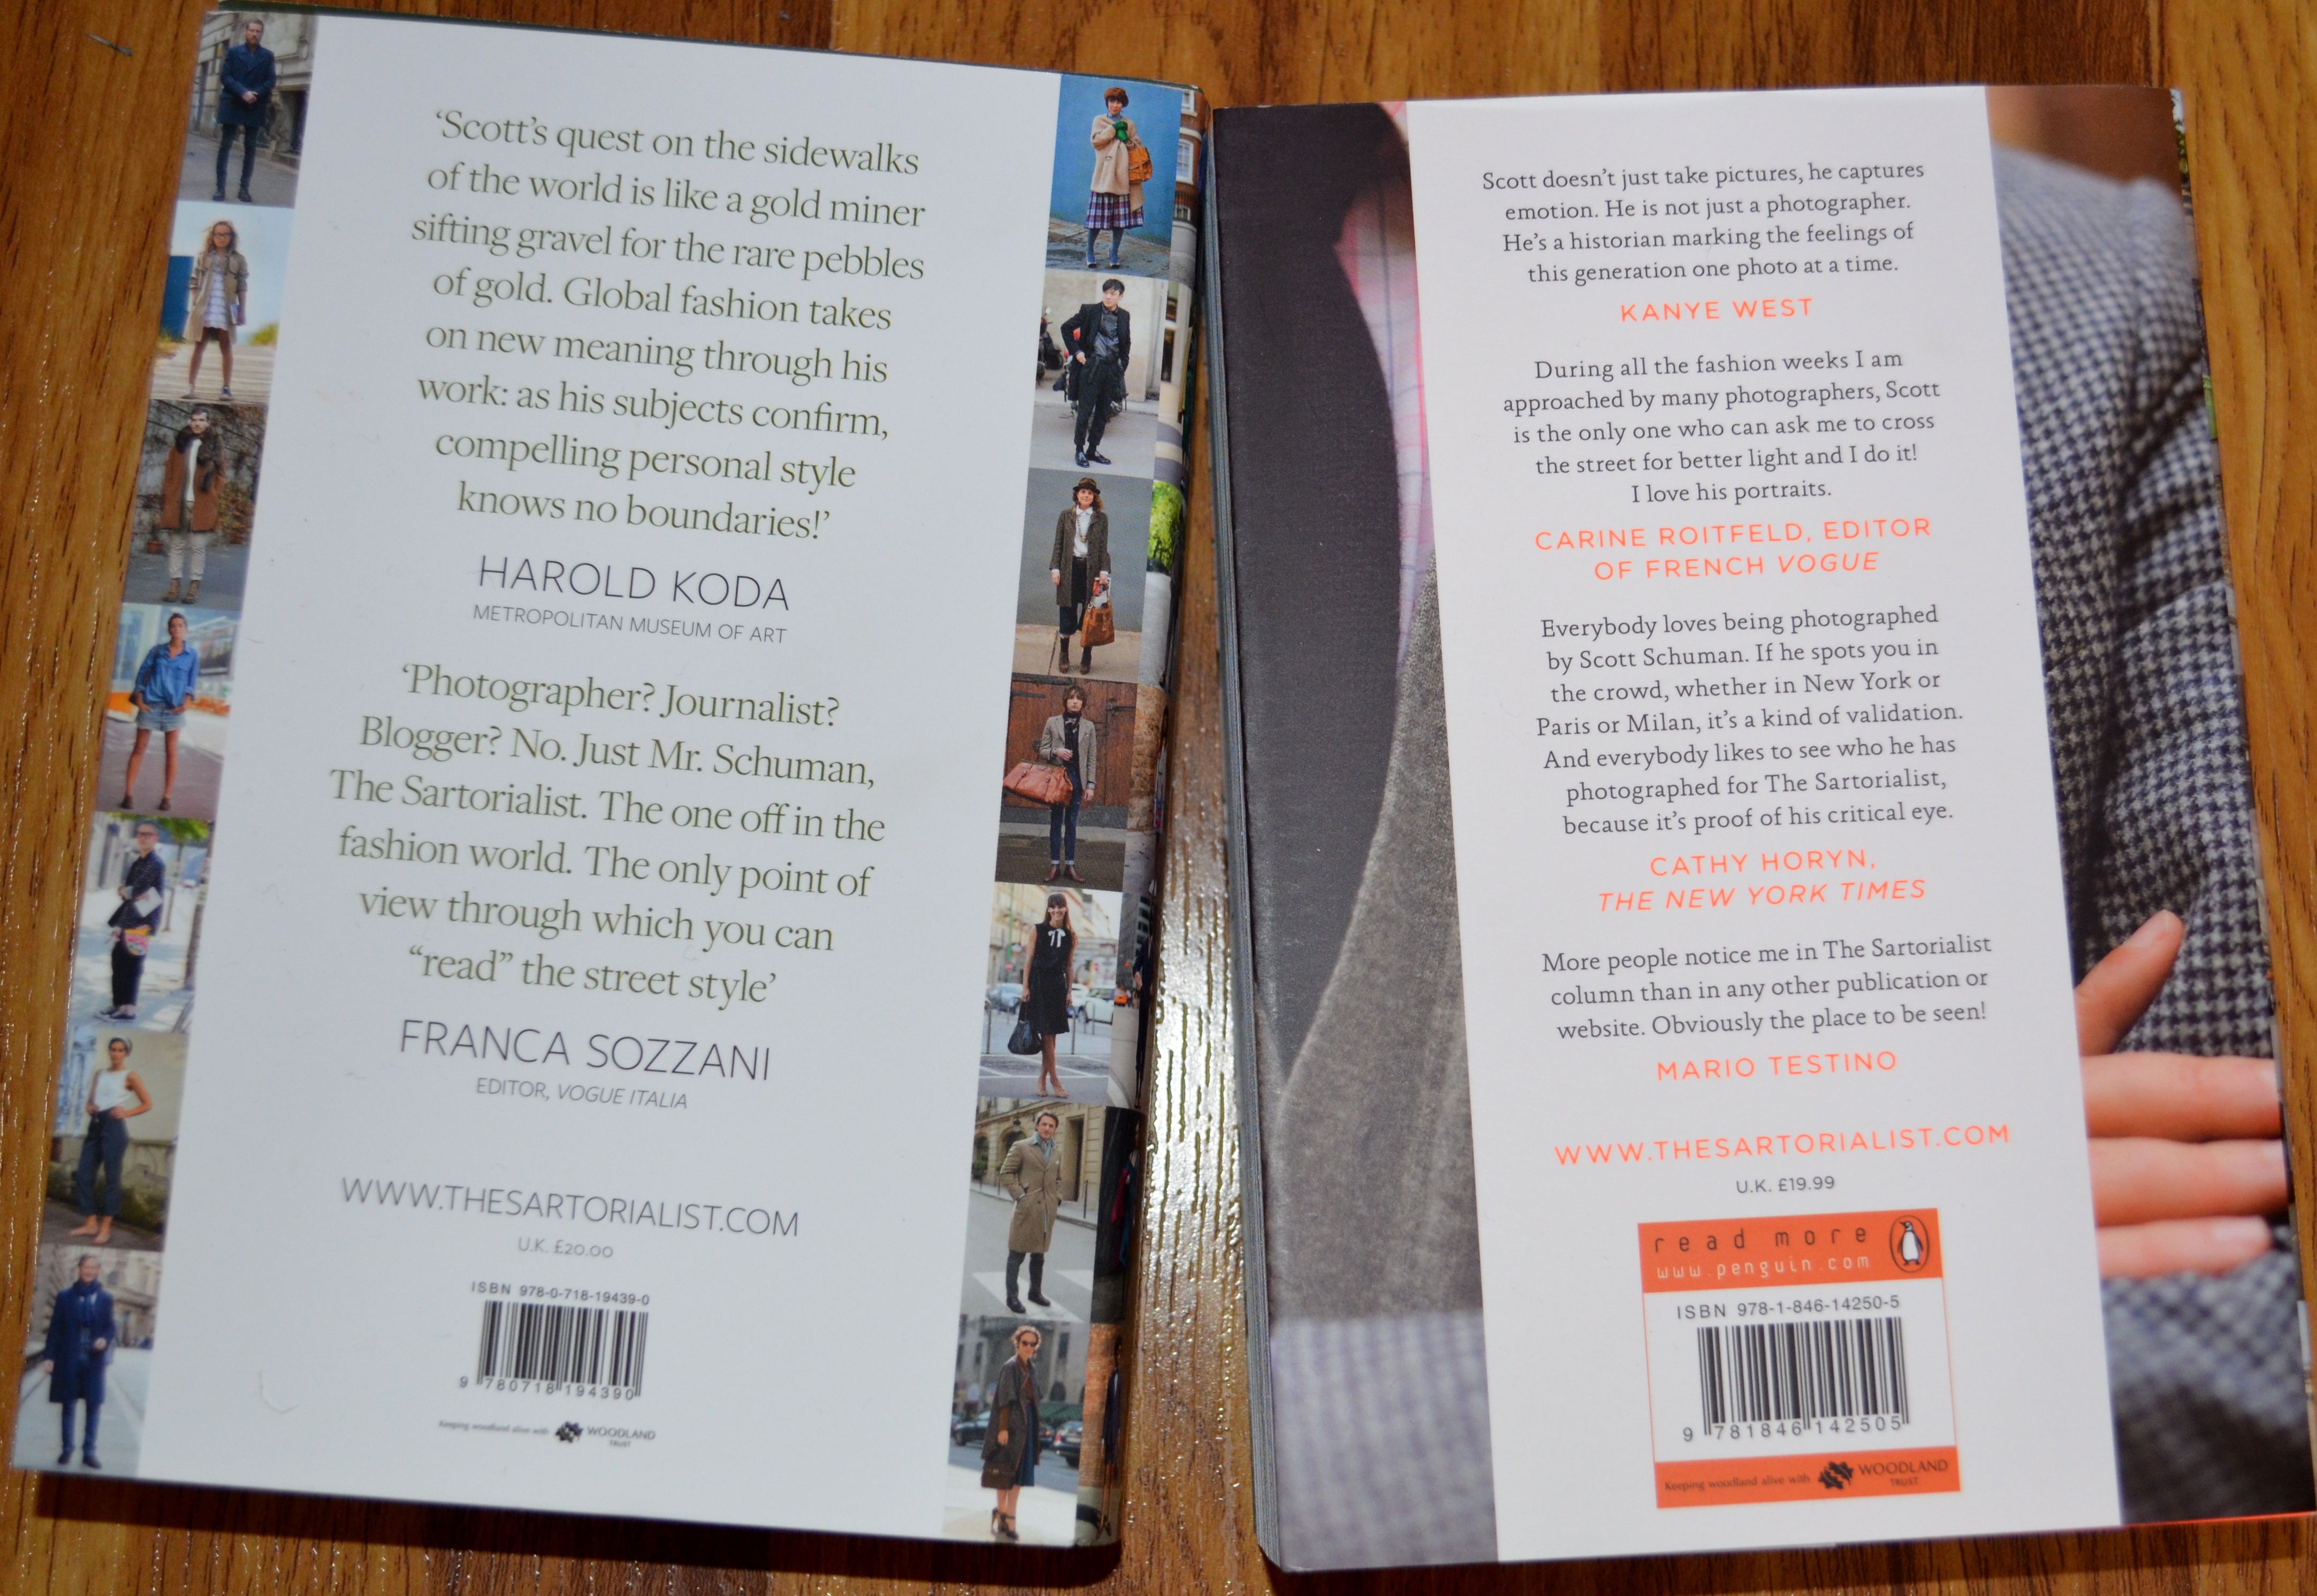 ‘Scott’s quest on the sidewalks
of the world is like a gold miner
sifting gravel for the rare pebbles
of gold. Global fashion takes
on new meaning through his
work: as his subjects confirm,
compelling personal style
knows no boundaries!’
HAROLD KODA
METROPOLITAN MUSEUM OF ART
‘Photographer? Journalist?
Blogger? No. Just Mr. Schuman,
The Sartorialist. The one off in the
fashion world. The only point of
view through which you can
“read” the street style’
FRANCA SOZZANI
EDITOR, VOGUE ITALIA
WWW.THESARTORIALIST.COM
U.K. £20.00
ISBN 978-0-718-19439-0
9 780718 194390
Keeping woodland alive with WOODLAND
TRUST
Scott doesn’t just take pictures, he captures
emotion. He is not just a photographer.
He’s a historian marking the feelings of
this generation one photo at a time.
KANYE WEST
During all the fashion weeks I am
approached by many photographers, Scott
is the only one who can ask me to cross
the street for better light and I do it!
I love his portraits.
CARINE ROITFELD, EDITOR
OF FRENCH VOGUE
Everybody loves being photographed
by Scott Schuman. If he spots you in
the crowd, whether in New York or
Paris or Milan, it’s a kind of validation.
And everybody likes to see who he has
photographed for The Sartorialist,
because it’s proof of his critical eye.
CATHY HORYN,
THE NEW YORK TIMES
More people notice me in The Sartorialist
column than in any other publication or
website. Obviously the place to be seen!
MARIO TESTINO
WWW.THESARTORIALIST.COM
U.K. £19.99
read more
www.penguin.com
ISBN 978-1-846-14250-5
9 781846 142505
Keeping woodland alive with WOODLAND
TRUST